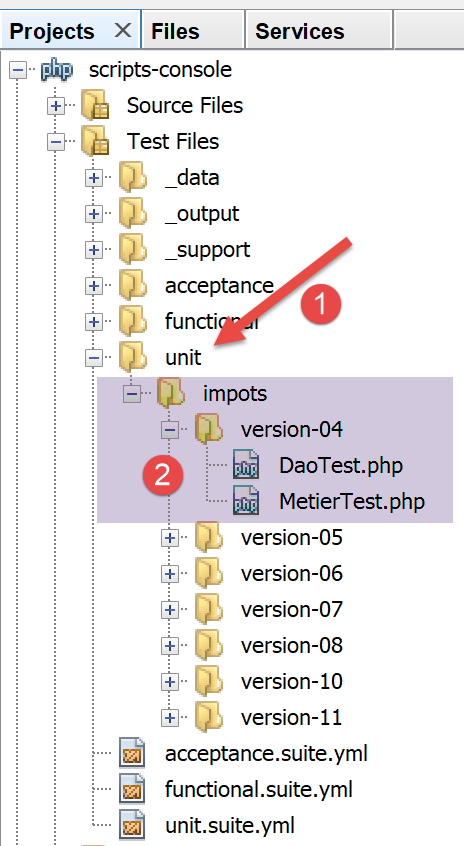 Projects Files Services
php scripts-console
Source Files
Test Files
_data
_output
_support
acceptance
1
functional
unit
impots
version-04
2
php DaoTest.php
php MetierTest.php
version-05
version-06
version-07
version-08
version-10
version-11
acceptance.suite.yml
functional.suite.yml
unit.suite.yml